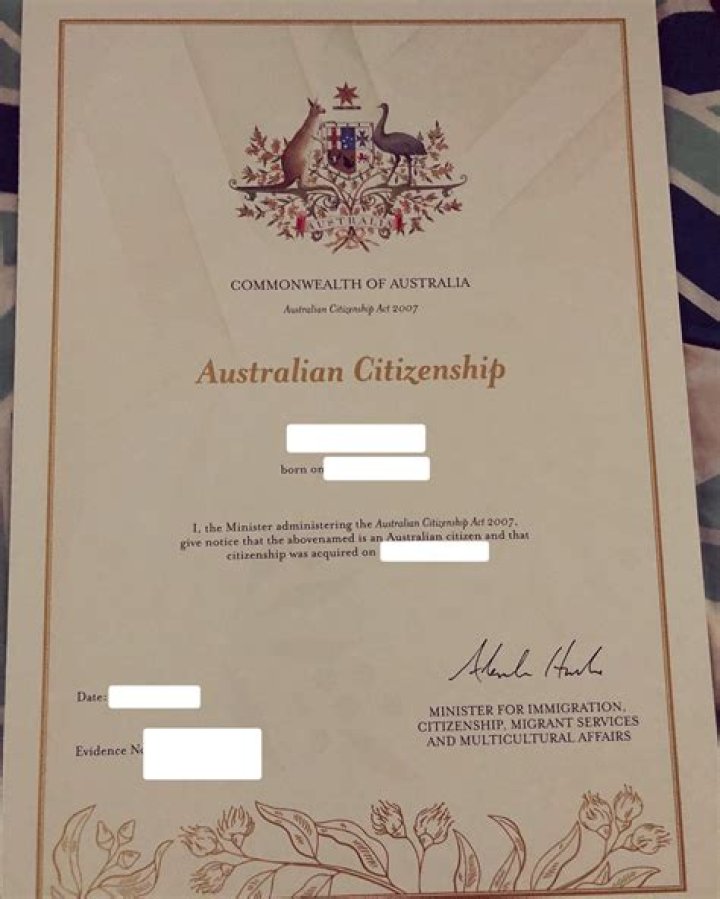 AUSTRALIA
COMMONWEALTH OF AUSTRALIA
Australian Citizenship Act 2007
Australian Citizenship
born on
I, the Minister administering the Australian Citizenship Act 2007,
give notice that the abovenamed is an Australian citizen and that
citizenship was acquired on
Date:
Evidence No
MINISTER FOR IMMIGRATION,
CITIZENSHIP, MIGRANT SERVICES
AND MULTICULTURAL AFFAIRS